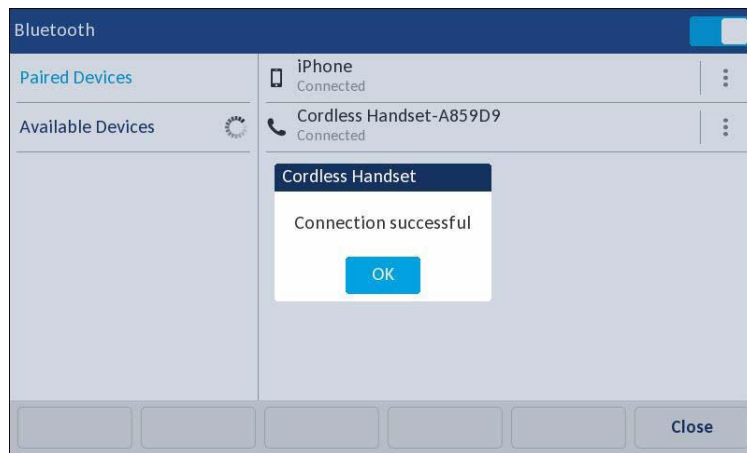 Bluetooth
Paired Devices
Available Devices
iPhone
Connected
Cordless Handset-A859D9
Connected
Cordless Handset
Connection successful
OK
Close